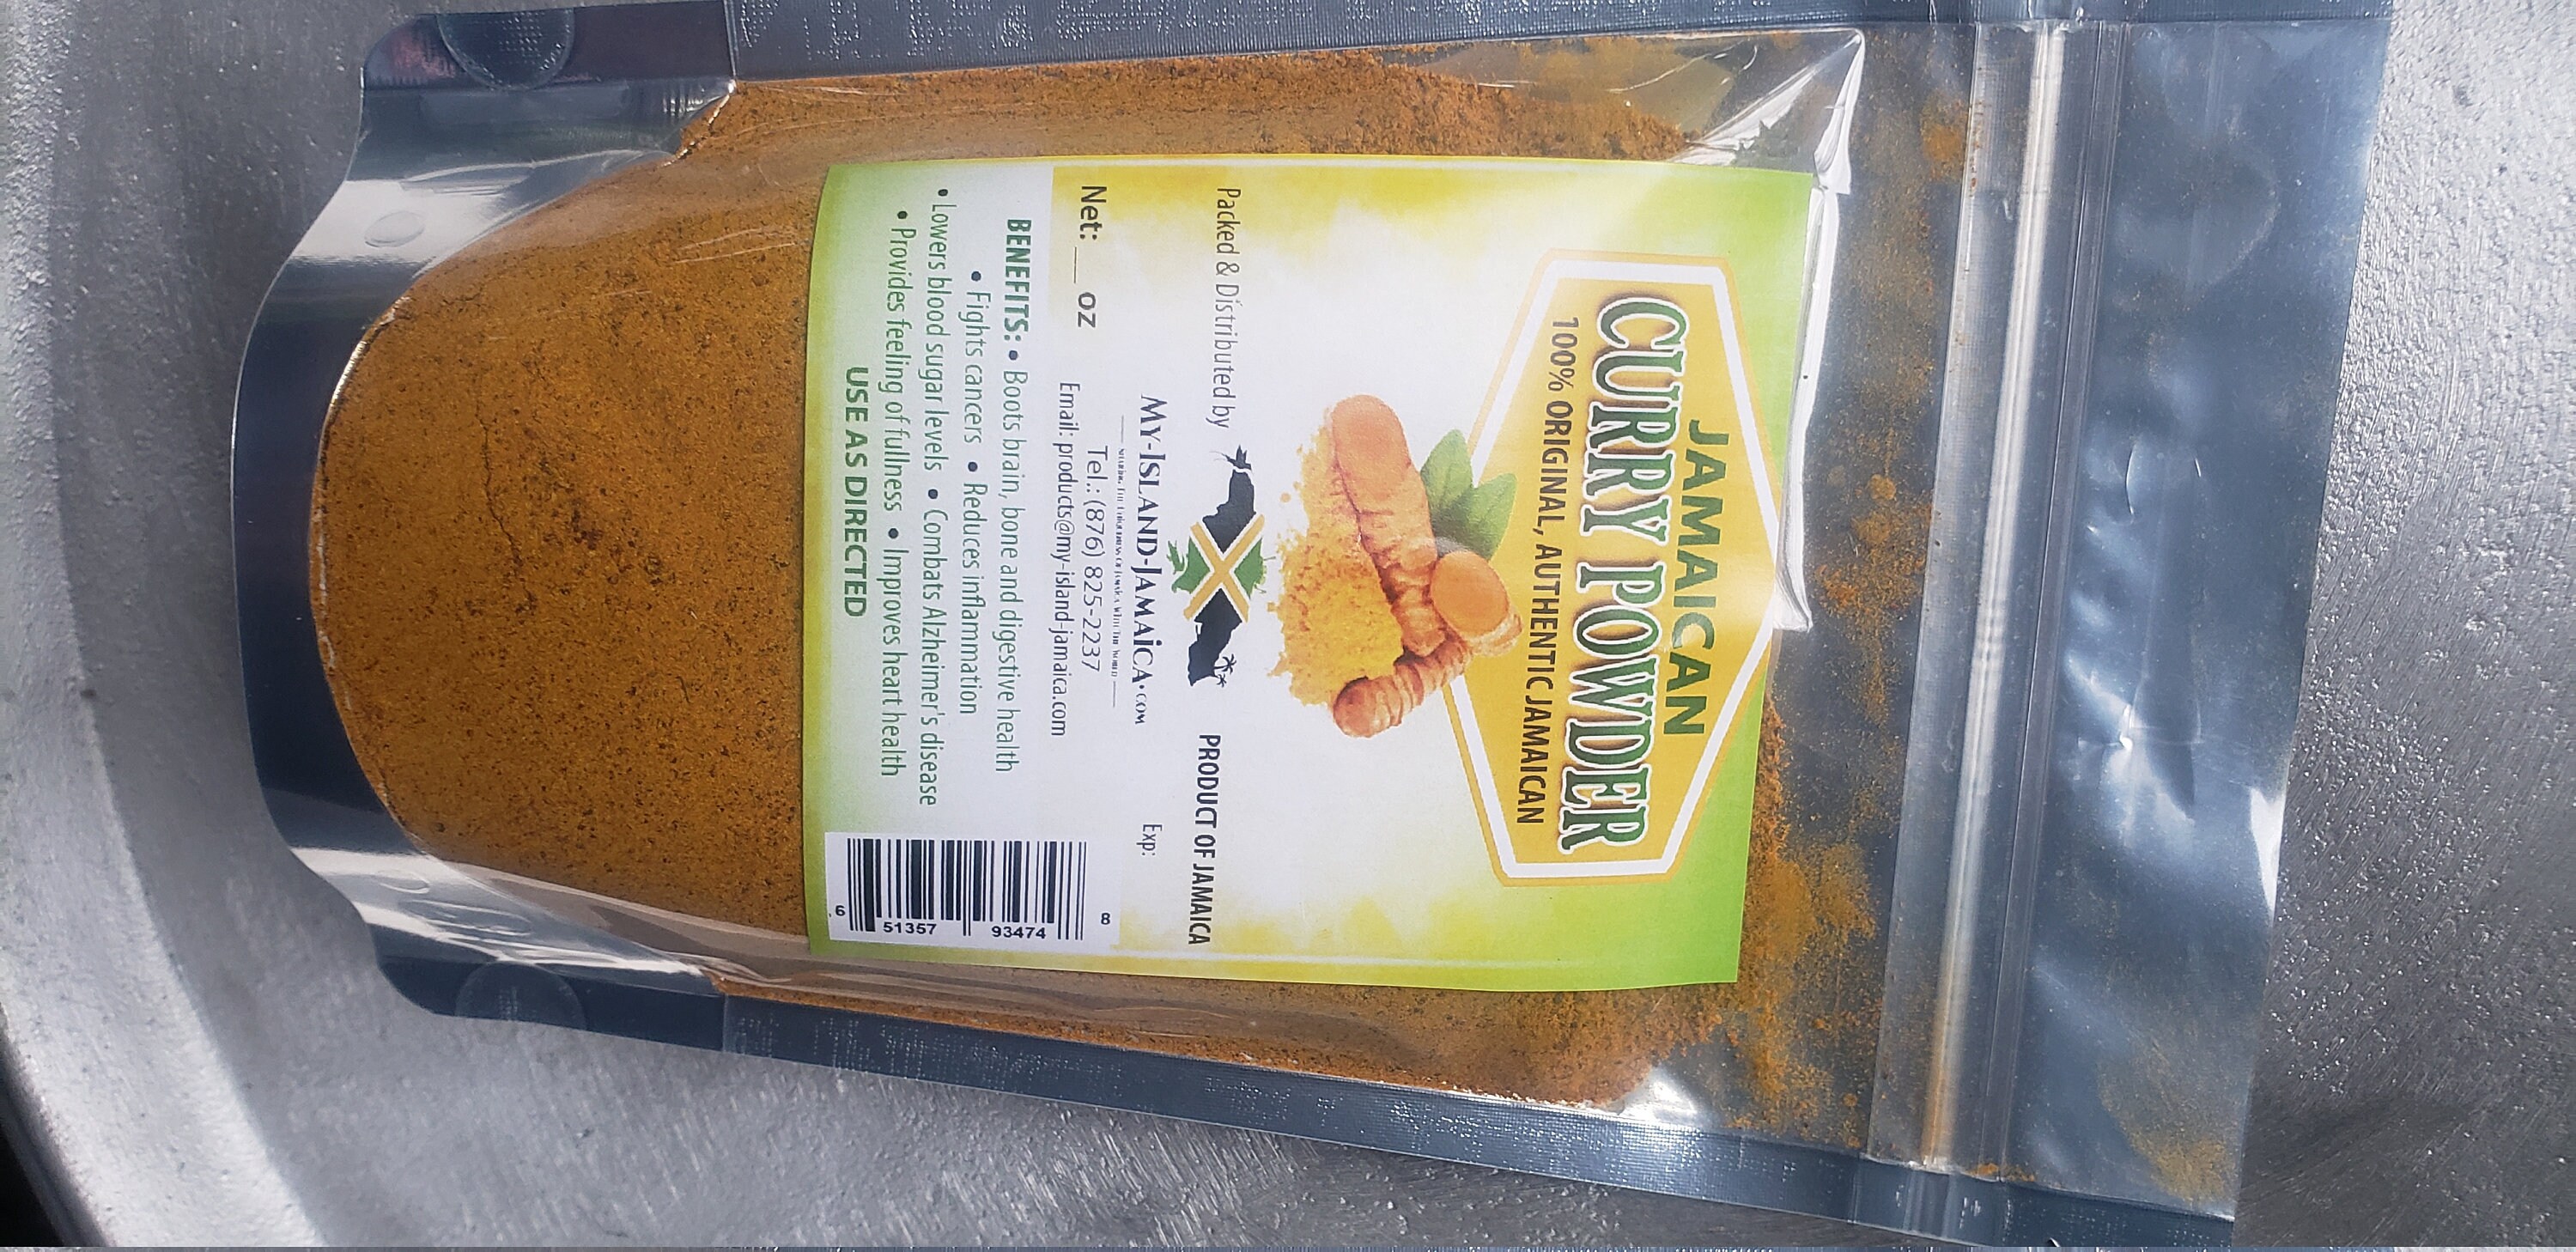 JAMAICAN
CURRY POWDER
100% ORIGINAL, AUTHENTIC JAMAICAN
Packed & Distributed by
PRODUCT OF JAMAICA
MY-ISLAND-JAMAiCA.COM
Exp:
Net: __ oz
Tel.: (876) 825-2237
Email: products@my-island-jamaica.com
BENEFITS: • Boots brain, bone and digestive health
• Fights cancers • Reduces inflammation
• Lowers blood sugar levels • Combats Alzheimer's disease
• Provides feeling of fullness • Improves heart health
USE AS DIRECTED
6 51357 93474 8